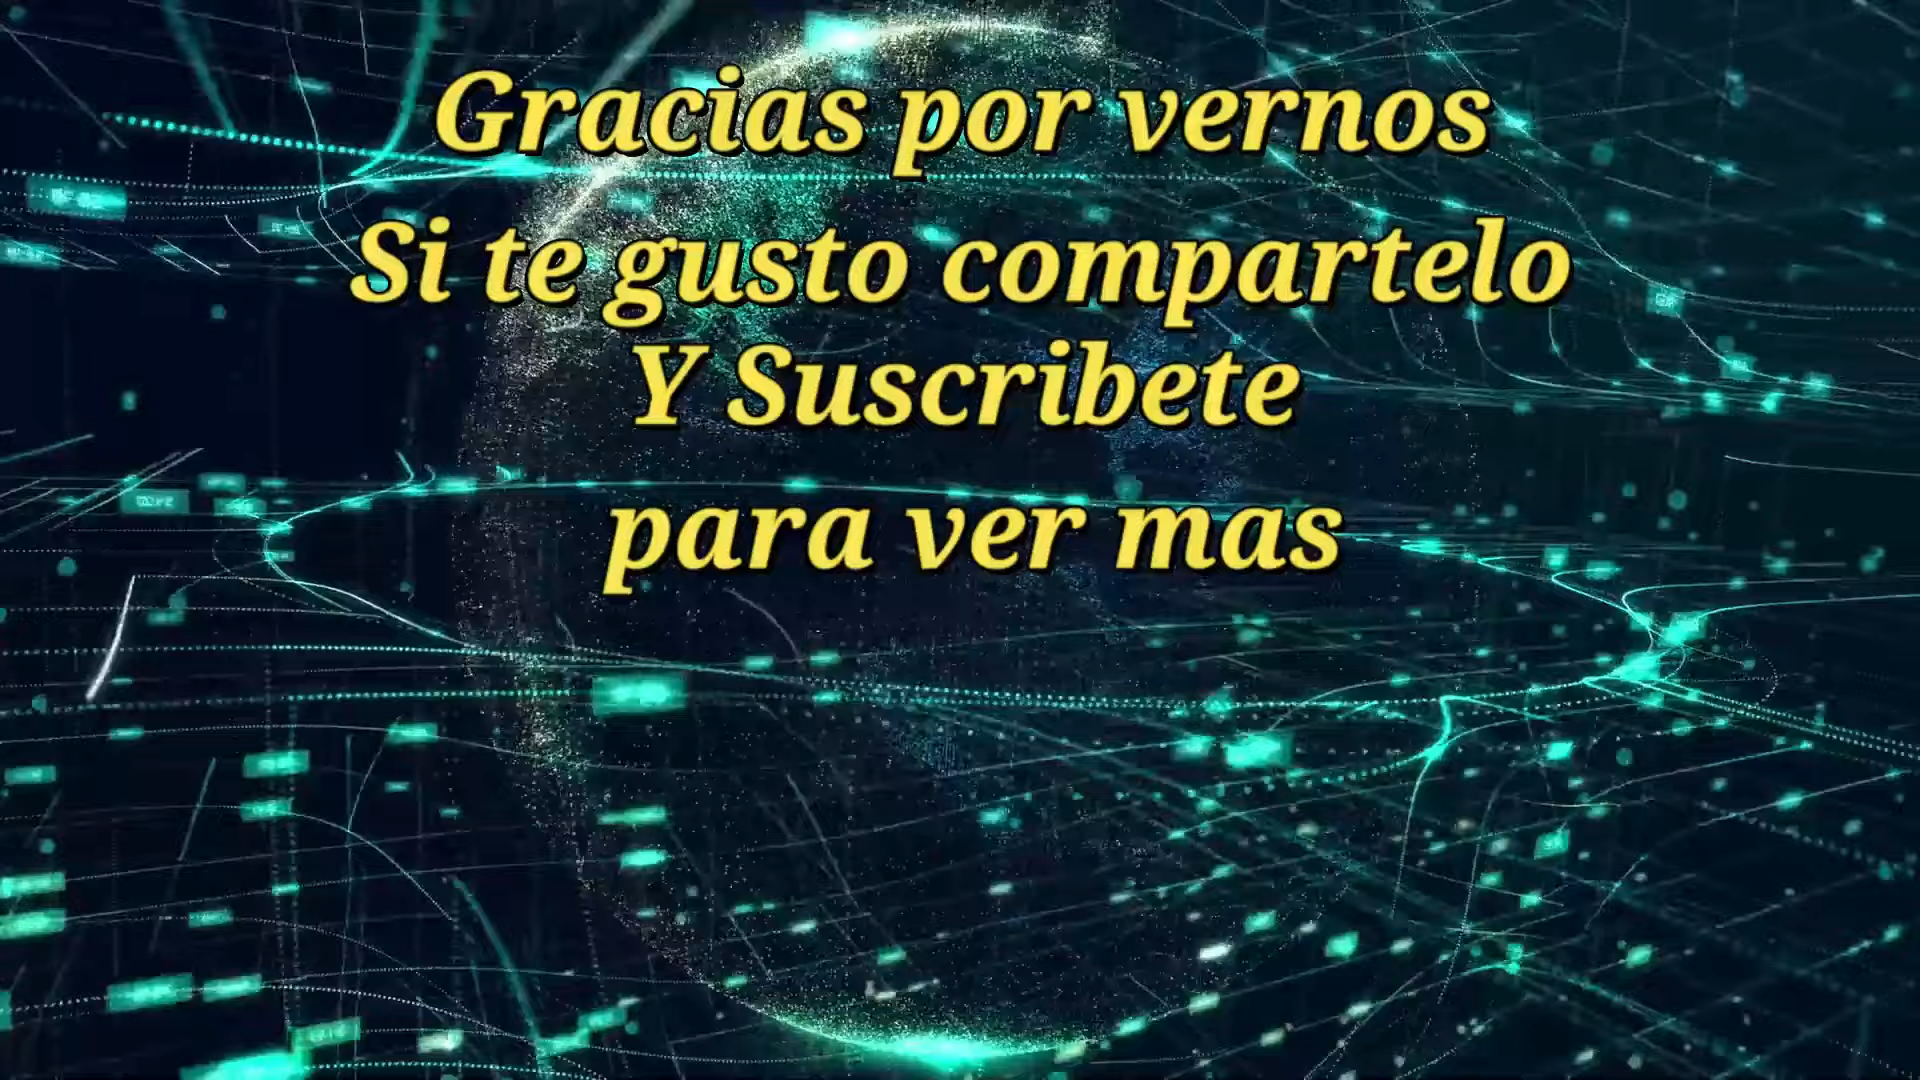 Gracias por vernos
Si te gusto compartelo
Y Suscribete
para ver mas